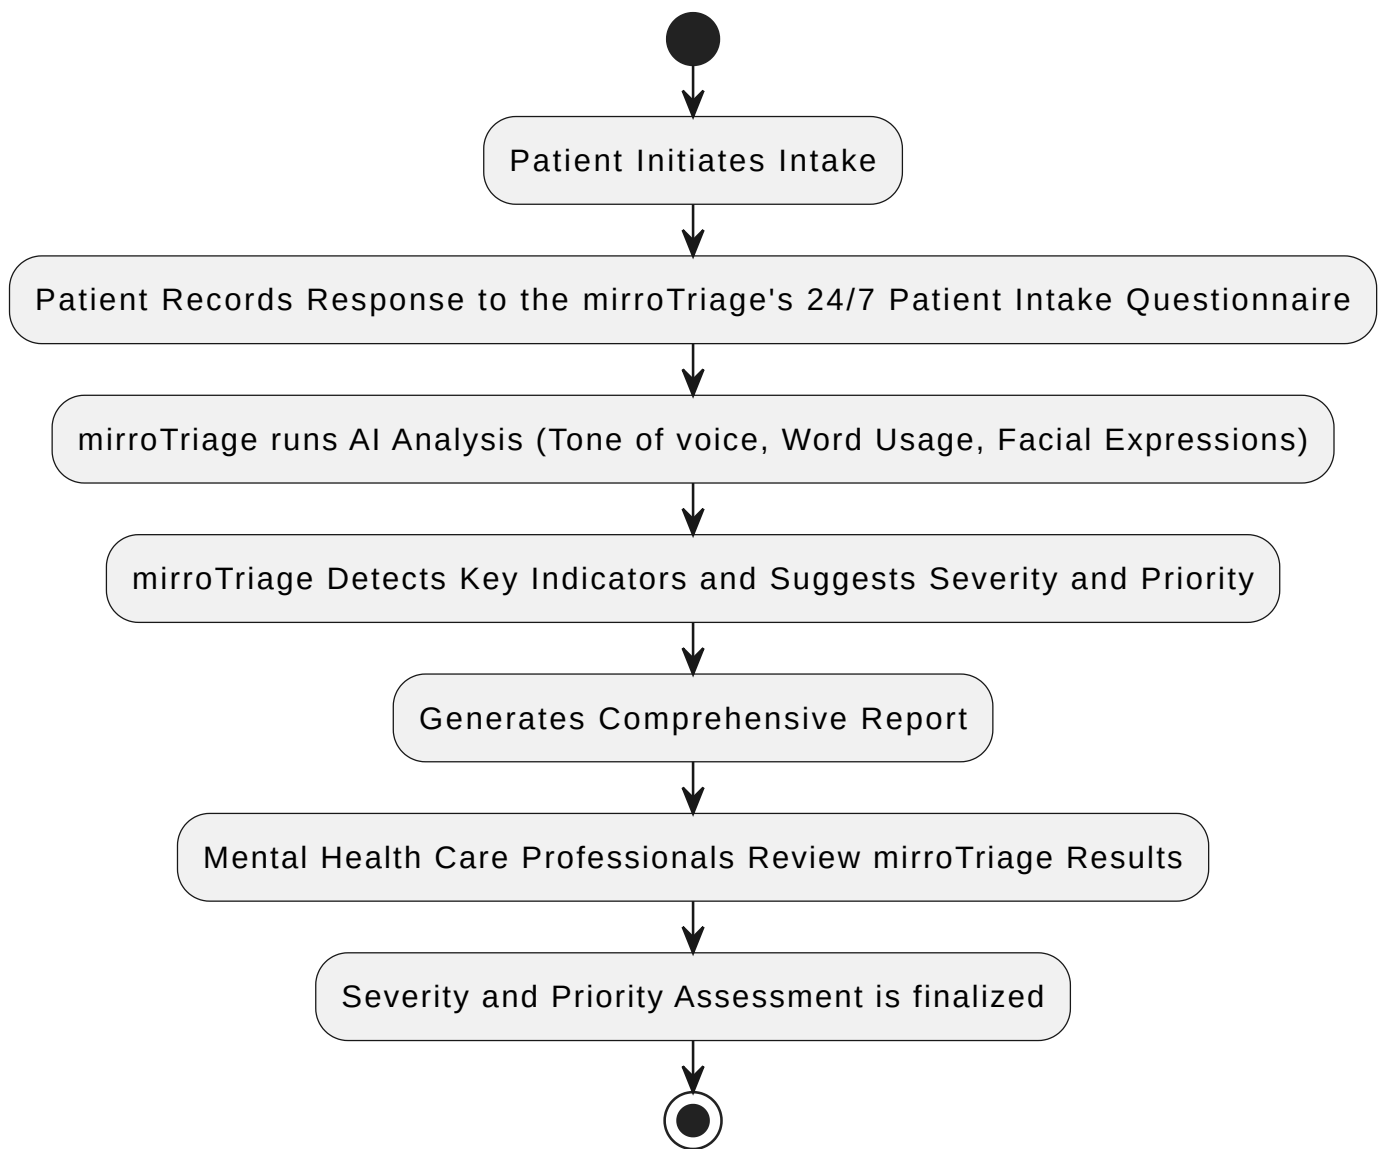 Patient Initiates Intake
Patient Records Response to the mirroTriage's 24/7 Patient Intake Questionnaire
mirroTriage runs AI Analysis (Tone of voice, Word Usage, Facial Expressions)
mirroTriage Detects Key Indicators and Suggests Severity and Priority
Generates Comprehensive Report
Mental Health Care Professionals Review mirroTriage Results
Severity and Priority Assessment is finalized